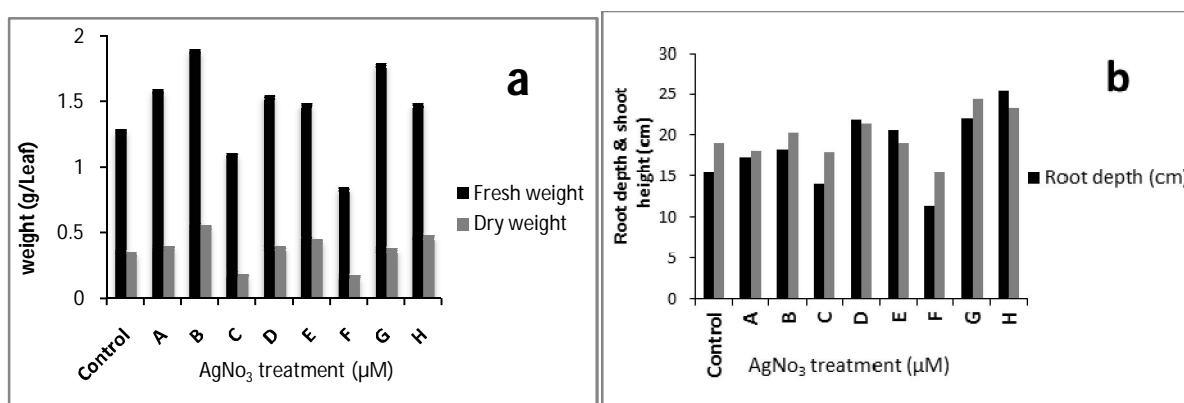 a
2
1.5
1
0.5
0
weight (g/Leaf)
Fresh weight
Dry weight
Control A B C D E F G H
AgNo₃ treatment (µM)
b
30
25
20
15
10
5
0
Root depth & shoot
height (cm)
Root depth (cm)
Control A B C D E F G H
AgNo₃ treatment (µM)